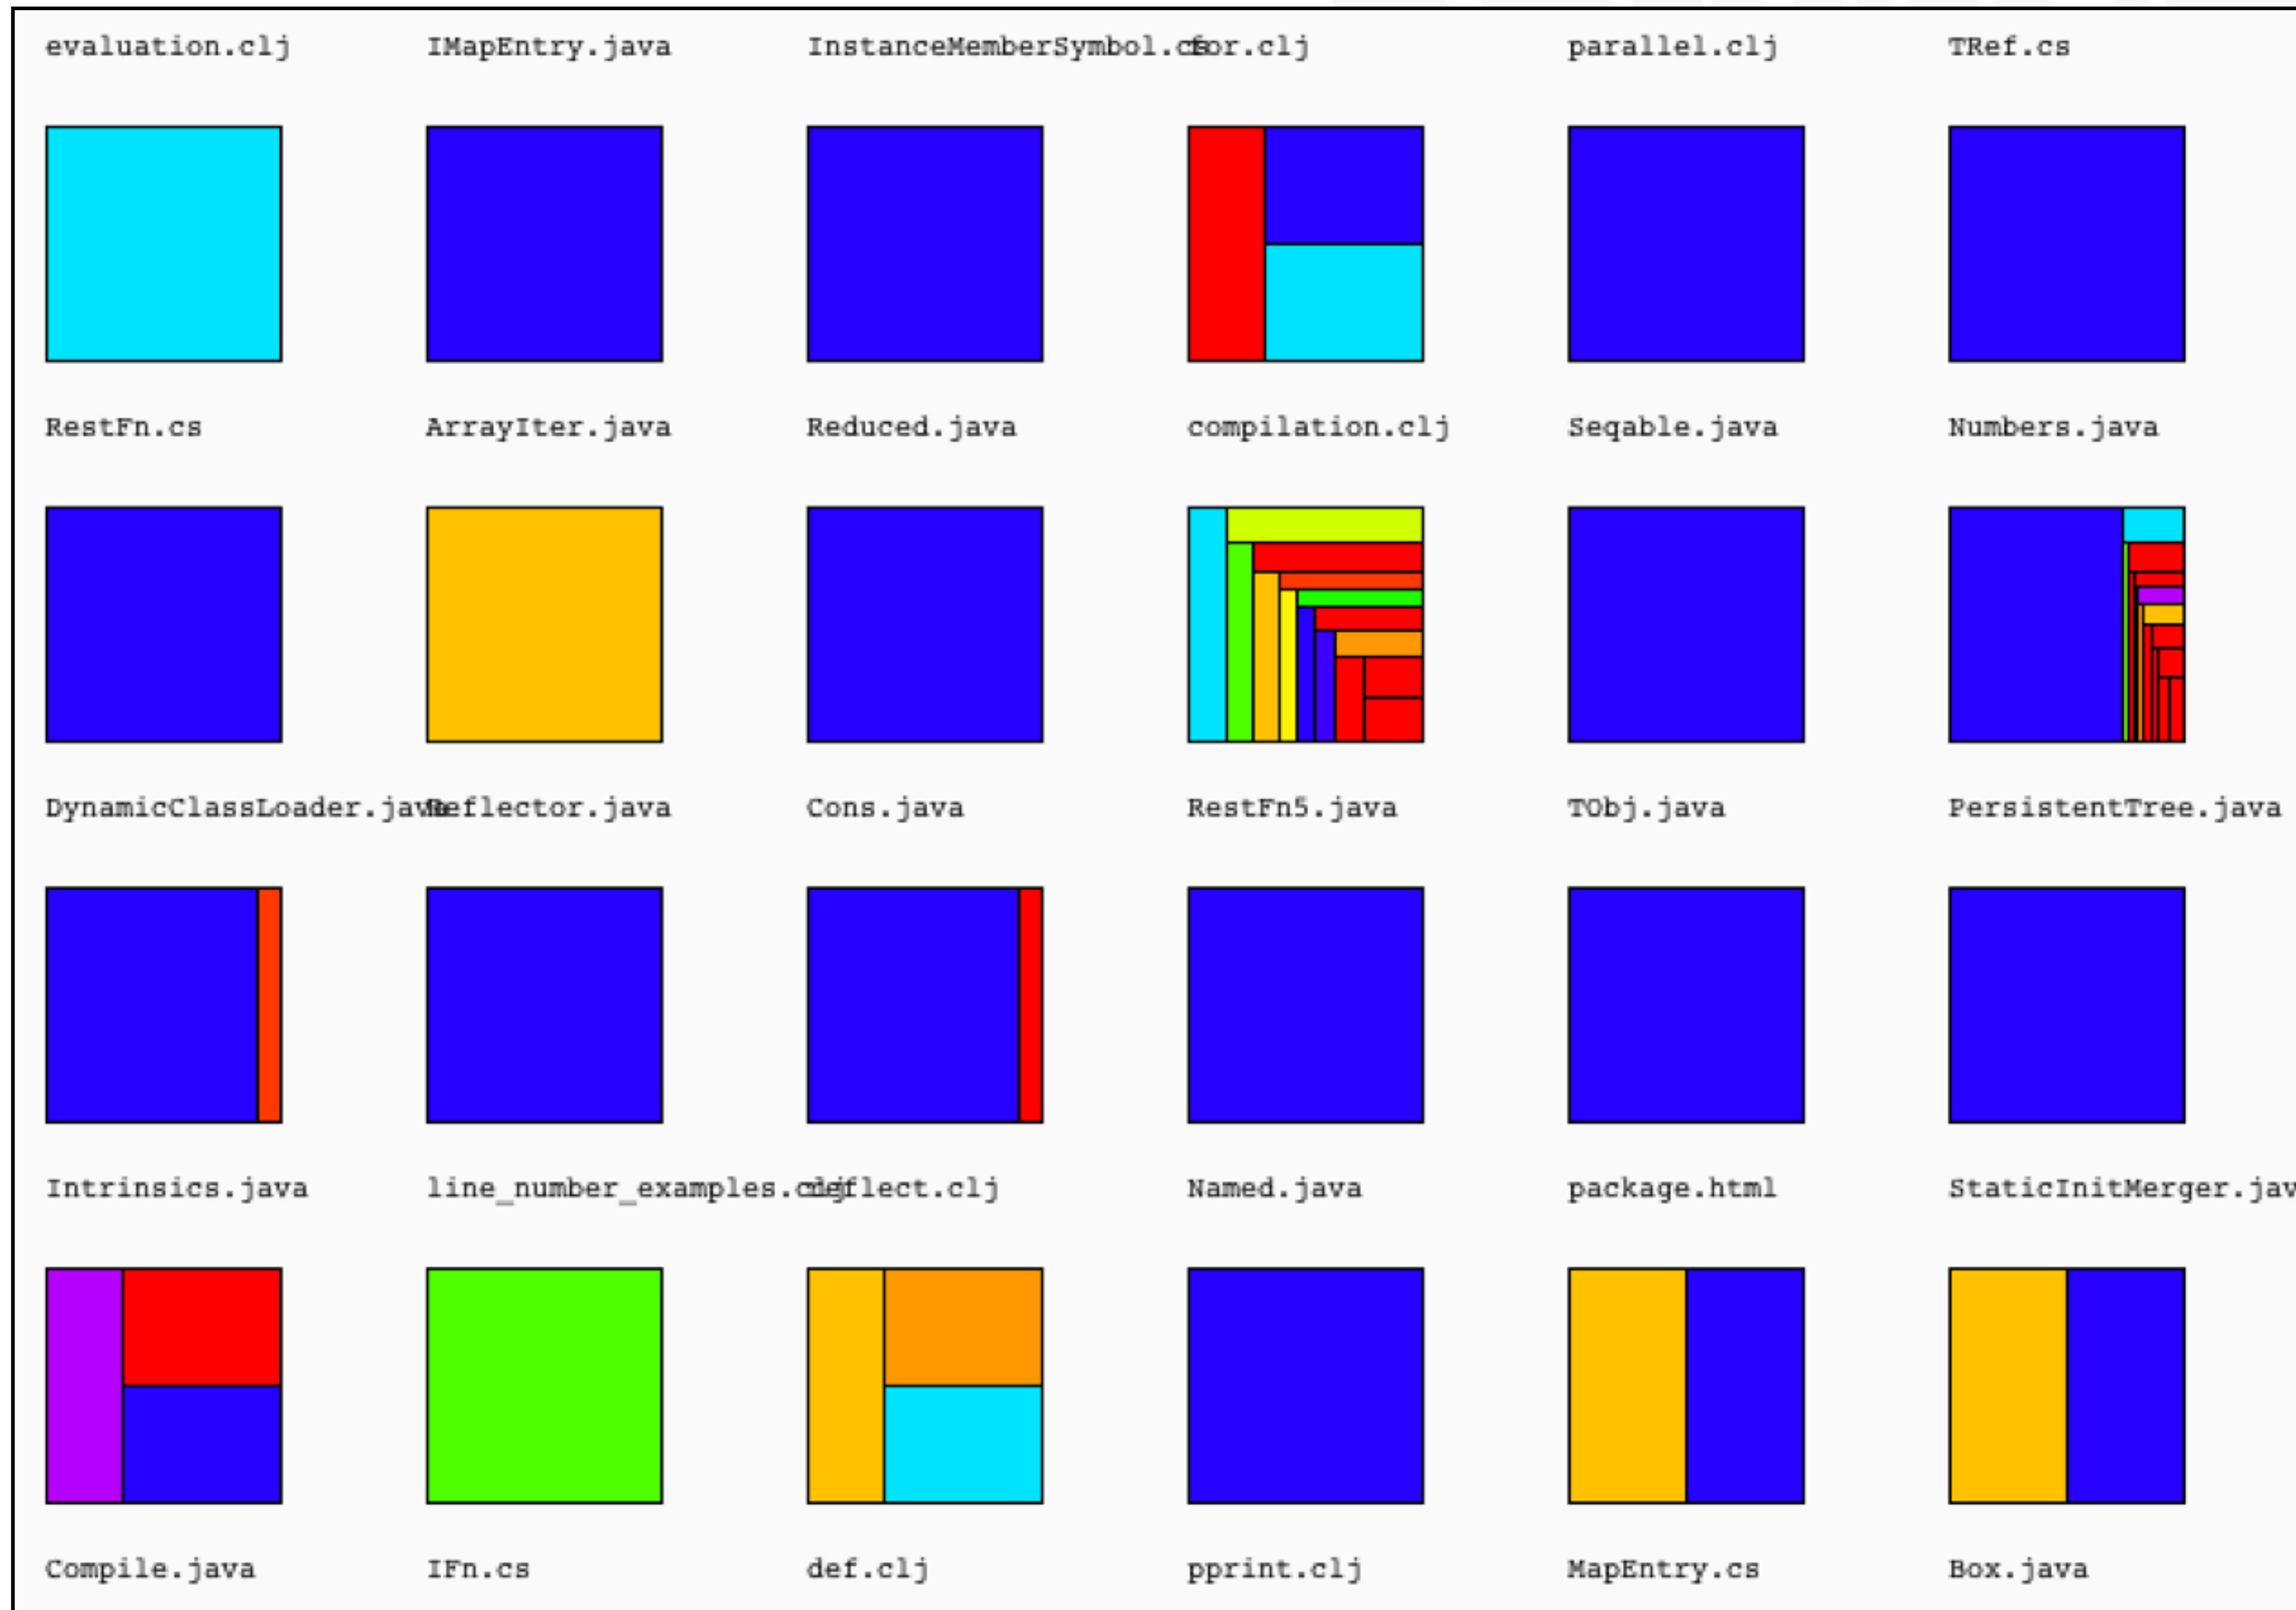 evaluation.clj IMapEntry.java InstanceMemberSymbol.cs for.clj parallel.clj TRef.cs
RestFn.cs ArrayIter.java Reduced.java compilation.clj Seqable.java Numbers.java
DynamicClassLoader.java Reflector.java Cons.java RestFn5.java TObj.java PersistentTree.java
Intrinsics.java line_number_examples.clj reflect.clj Named.java package.html StaticInitMerger.jav
Compile.java IFn.cs def.clj pprint.clj MapEntry.cs Box.java